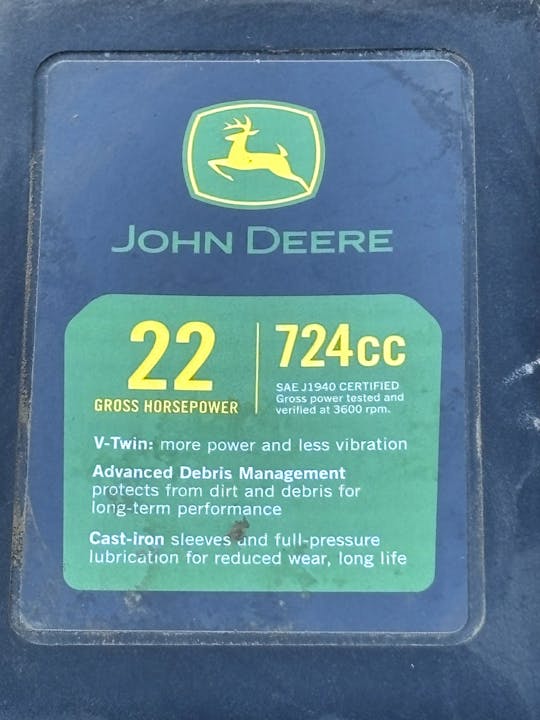 JOHN DEERE
22
GROSS HORSEPOWER
724cc
SAE J1940 CERTIFIED
Gross power tested and
verified at 3600 rpm.
V-Twin: more power and less vibration
Advanced Debris Management
protects from dirt and debris for
long-term performance
Cast-iron sleeves and full-pressure
lubrication for reduced wear, long life